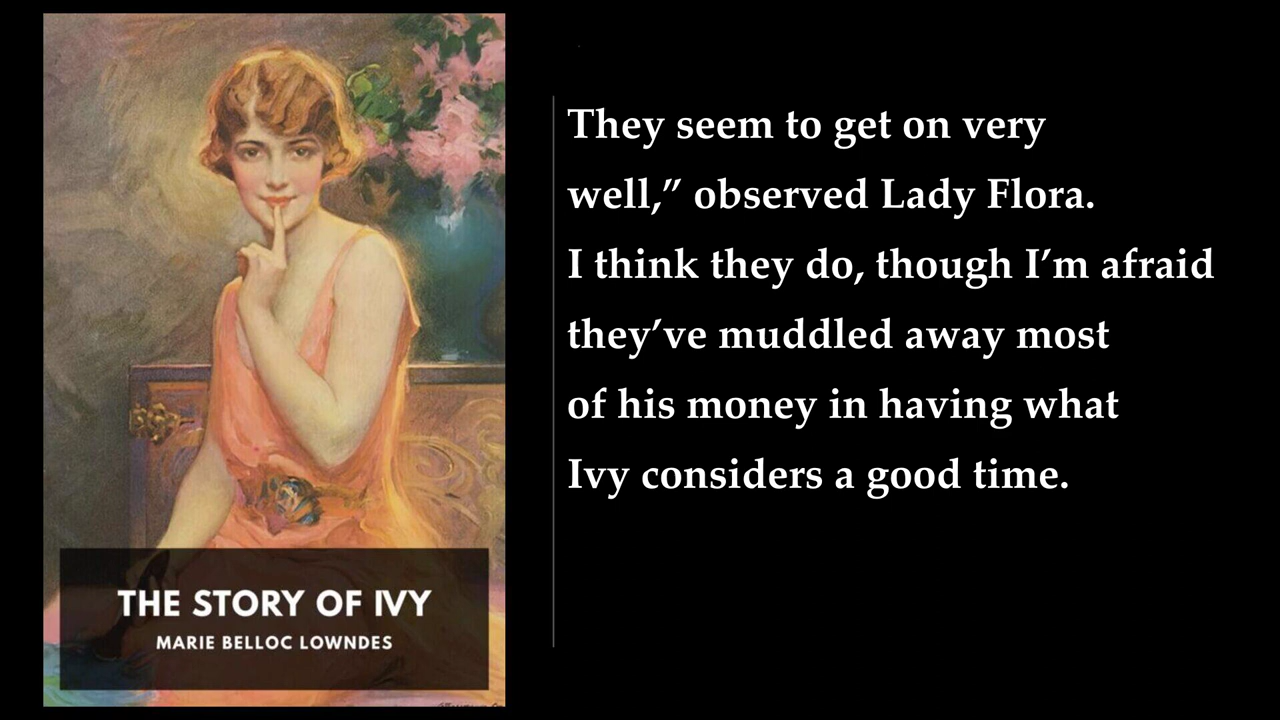 They seem to get on very
well,” observed Lady Flora.
I think they do, though I’m afraid
they’ve muddled away most
of his money in having what
Ivy considers a good time.
THE STORY OF IVY
MARIE BELLOC LOWNDES